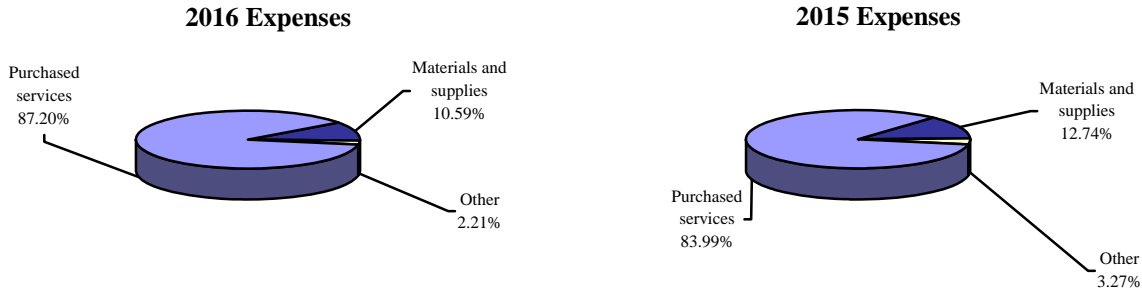 2016 Expenses
Purchased
services
87.20%
Materials and
supplies
10.59%
Other
2.21%
2015 Expenses
Materials and
supplies
12.74%
Purchased
services
83.99%
Other
3.27%